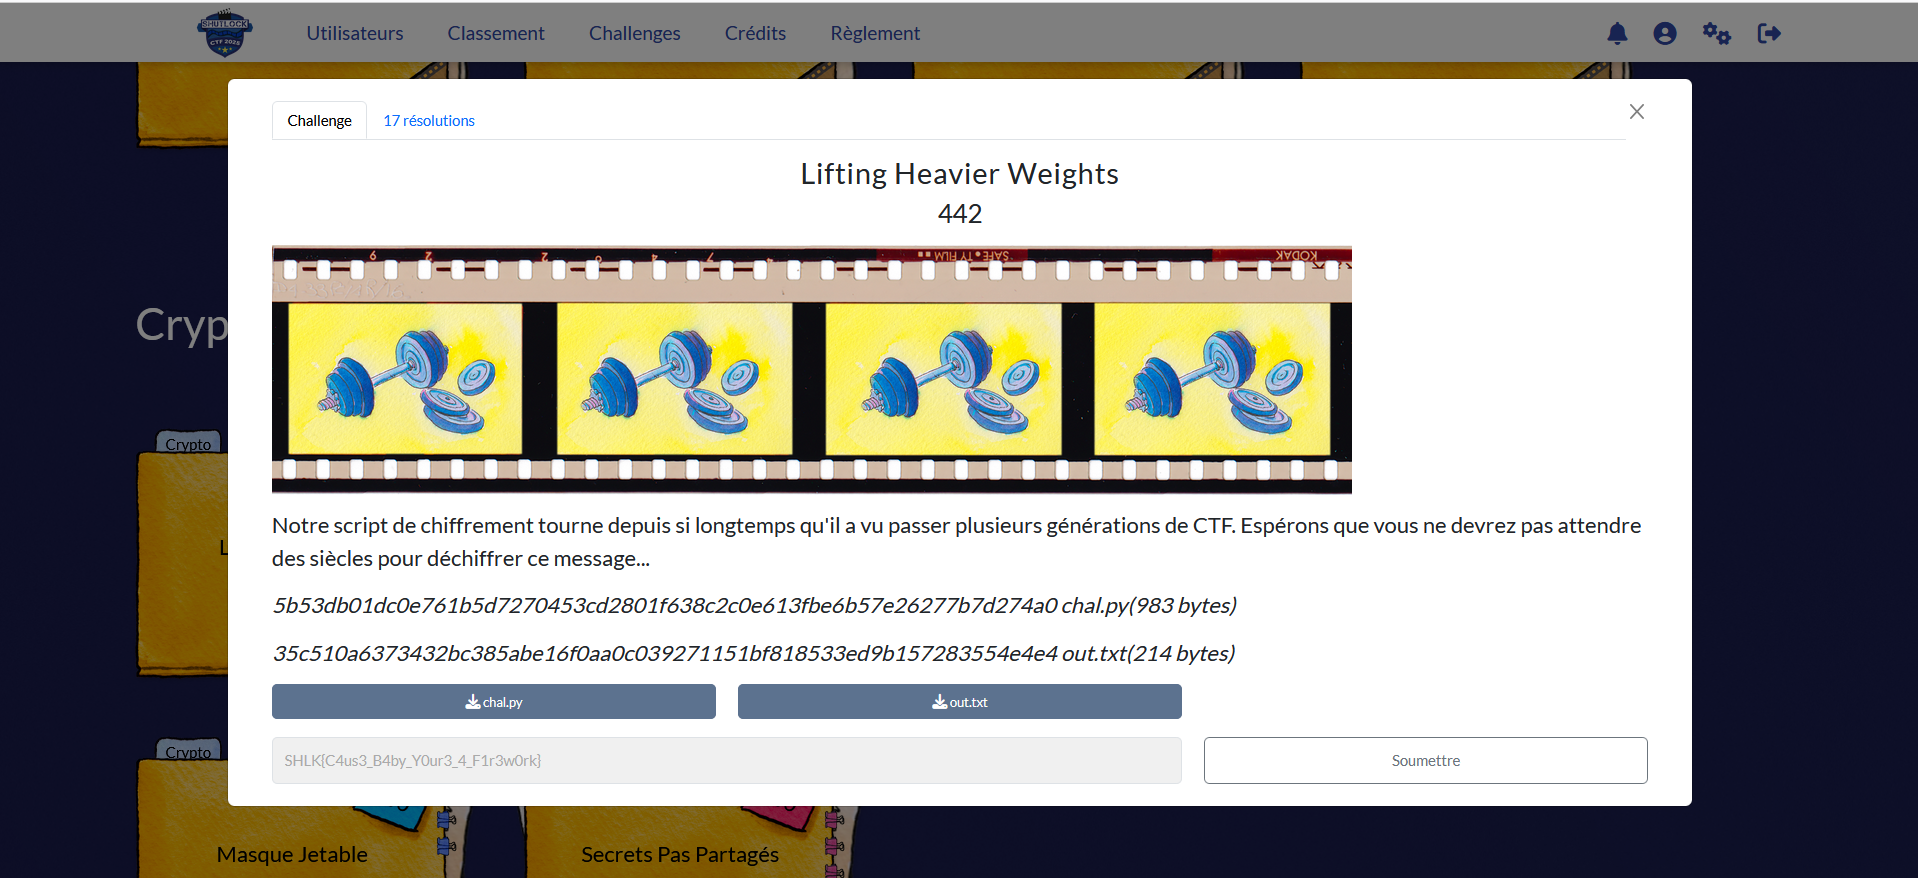 SHUTLOCK
CTF 2025
Utilisateurs
Classement
Challenges
Crédits
Règlement
Challenge
17 résolutions
Lifting Heavier Weights
442
SAFETY FILM
KODAK
Notre script de chiffrement tourne depuis si longtemps qu'il a vu passer plusieurs générations de CTF. Espérons que vous ne devrez pas attendre
des siècles pour déchiffrer ce message...
5b53db01dc0e761b5d7270453cd2801f638c2c0e613fbe6b57e26277b7d274a0 chal.py(983 bytes)
35c510a6373432bc385abe16f0aa0c039271151bf818533ed9b157283554e4e4 out.txt(214 bytes)
chal.py
out.txt
SHLK{C4us3_B4by_Y0ur3_4_F1r3w0rk}
Soumettre
Cryp
Crypto
L
Crypto
Masque Jetable
Secrets Pas Partagés